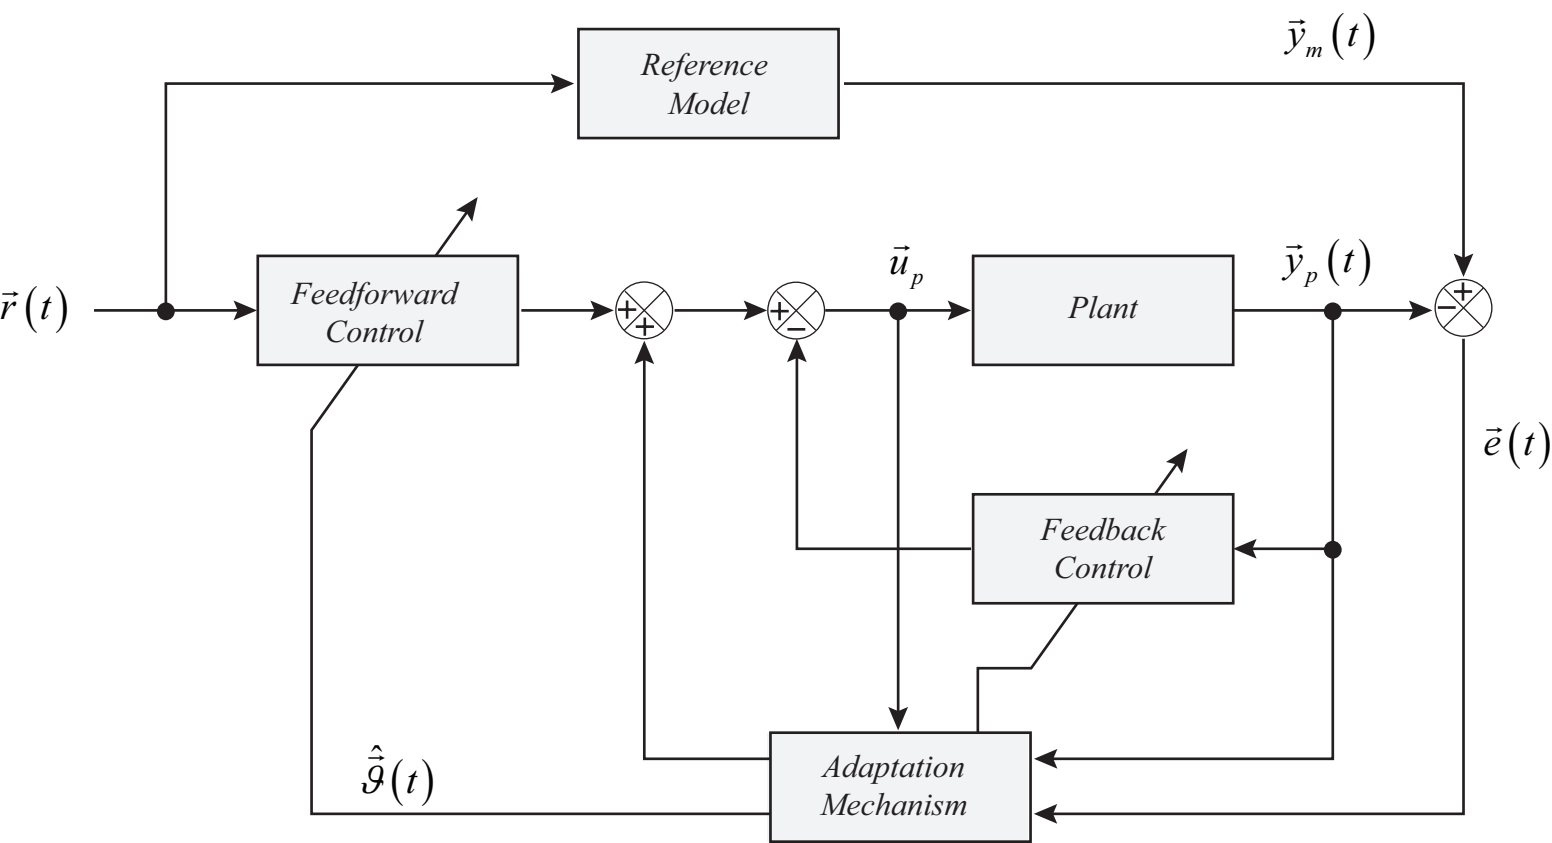 y⃗ₘ(t)
Reference
Model
r⃗(t)
Feedforward
Control
+
+
+
−
u⃗ₚ
Plant
y⃗ₚ(t)
+
−
e⃗(t)
Feedback
Control
ϑ̂⃗(t)
Adaptation
Mechanism